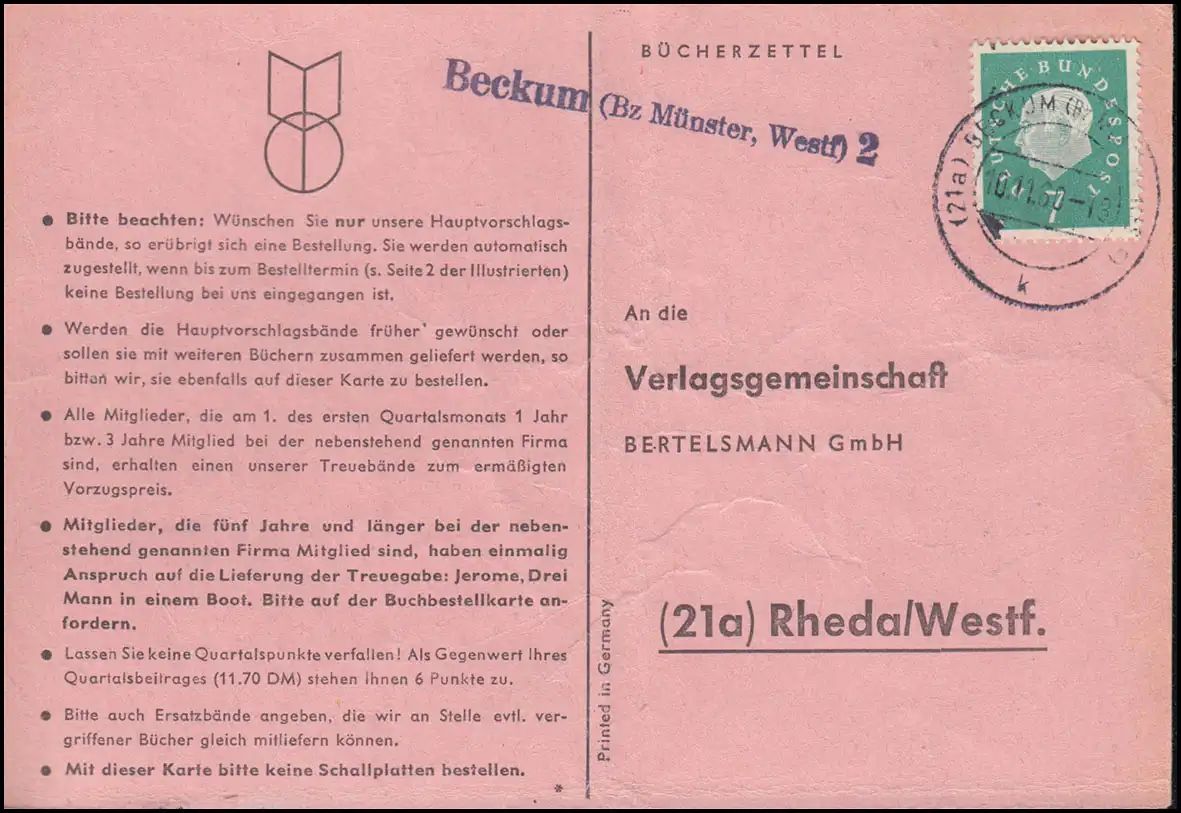 Bitte beachten: Wünschen Sie nur unsere Hauptvorschlags-
bände, so erübrigt sich eine Bestellung. Sie werden automatisch
zugestellt, wenn bis zum Bestelltermin (s. Seite 2 der Illustrierten)
keine Bestellung bei uns eingegangen ist.
Werden die Hauptvorschlagsbände früher gewünscht oder
sollen sie mit weiteren Büchern zusammen geliefert werden, so
bitten wir, sie ebenfalls auf dieser Karte zu bestellen.
Alle Mitglieder, die am 1. des ersten Quartalsmonats 1 Jahr
bzw. 3 Jahre Mitglied bei der nebenstehend genannten Firma
sind, erhalten einen unserer Treuebände zum ermäßigten
Vorzugspreis.
Mitglieder, die fünf Jahre und länger bei der neben-
stehend genannten Firma Mitglied sind, haben einmalig
Anspruch auf die Lieferung der Treuegabe: Jerome, Drei
Mann in einem Boot. Bitte auf der Buchbestellkarte an-
fordern.
Lassen Sie keine Quartalspunkte verfallen! Als Gegenwert Ihres
Quartalsbeitrages (11.70 DM) stehen Ihnen 6 Punkte zu.
Bitte auch Ersatzbände angeben, die wir an Stelle evtl. ver-
griffener Bücher gleich mitliefern können.
Mit dieser Karte bitte keine Schallplatten bestellen.
*
Beckum (Bz Münster, Westf) 2
Printed in Germany
BÜCHERZETTEL
DEUTSCHE BUNDESPOST
7
(21a) BECKUM (Bz
10.11.60
k
An die
Verlagsgemeinschaft
BERTELSMANN GmbH
(21a) Rheda/Westf.